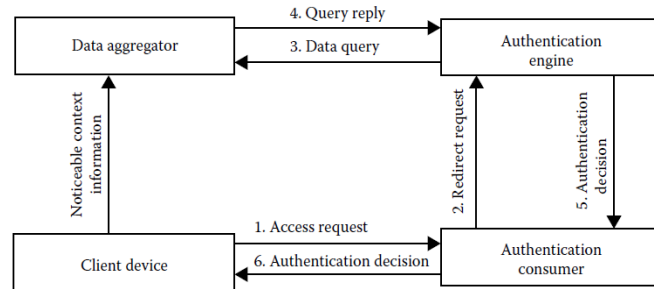 4. Query reply
Data aggregator
3. Data query
Authentication
engine
Noticeable context
information
2. Redirect request
5. Authentication
decision
1. Access request
Client device
6. Authentication decision
Authentication
consumer